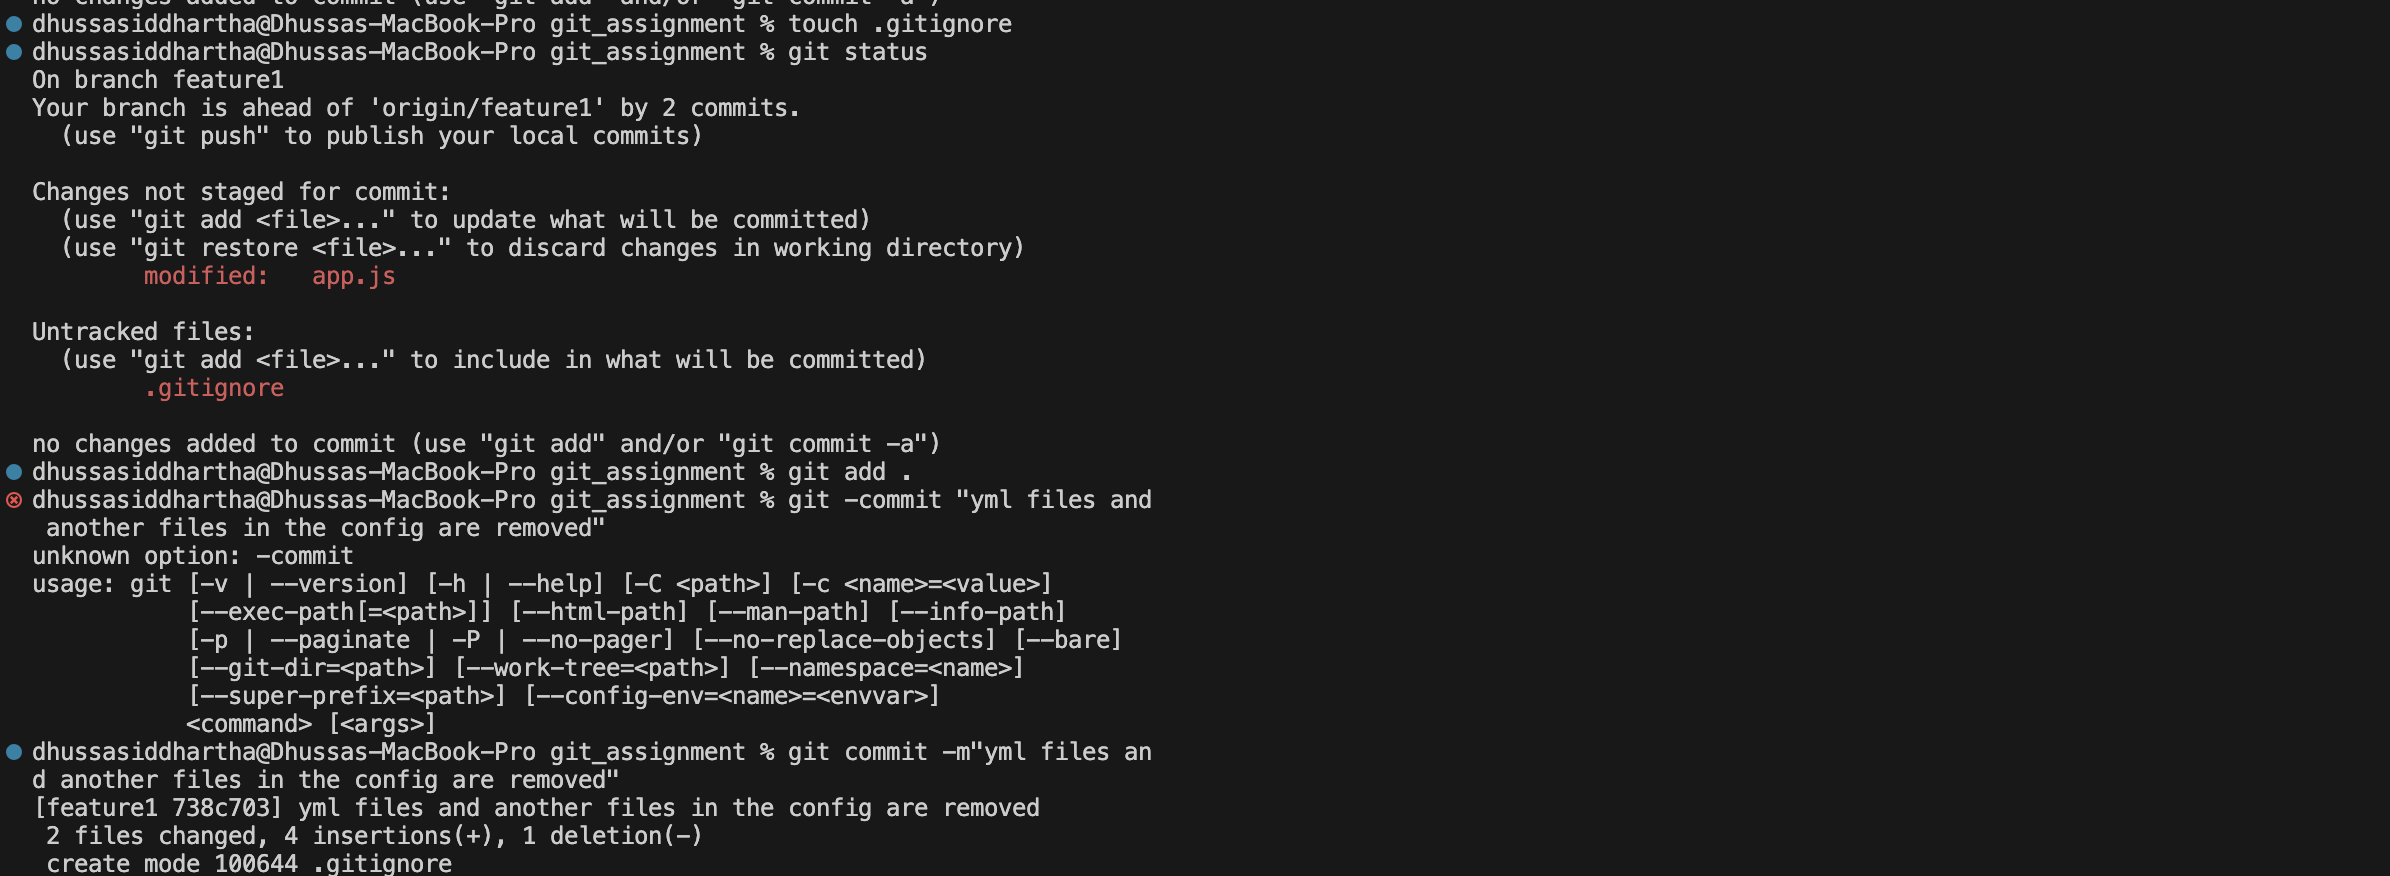 no changes added to commit (use "git add" and/or "git commit -a")
dhussasiddhartha@Dhussas-MacBook-Pro git_assignment % touch .gitignore
dhussasiddhartha@Dhussas-MacBook-Pro git_assignment % git status
On branch feature1
Your branch is ahead of 'origin/feature1' by 2 commits.
  (use "git push" to publish your local commits)

Changes not staged for commit:
  (use "git add <file>..." to update what will be committed)
  (use "git restore <file>..." to discard changes in working directory)
        modified:   app.js

Untracked files:
  (use "git add <file>..." to include in what will be committed)
        .gitignore

no changes added to commit (use "git add" and/or "git commit -a")
dhussasiddhartha@Dhussas-MacBook-Pro git_assignment % git add .
dhussasiddhartha@Dhussas-MacBook-Pro git_assignment % git -commit "yml files and
 another files in the config are removed"
unknown option: -commit
usage: git [-v | --version] [-h | --help] [-C <path>] [-c <name>=<value>]
           [--exec-path[=<path>]] [--html-path] [--man-path] [--info-path]
           [-p | --paginate | -P | --no-pager] [--no-replace-objects] [--bare]
           [--git-dir=<path>] [--work-tree=<path>] [--namespace=<name>]
           [--super-prefix=<path>] [--config-env=<name>=<envvar>]
           <command> [<args>]
dhussasiddhartha@Dhussas-MacBook-Pro git_assignment % git commit -m"yml files an
d another files in the config are removed"
[feature1 738c703] yml files and another files in the config are removed
 2 files changed, 4 insertions(+), 1 deletion(-)
 create mode 100644 .gitignore